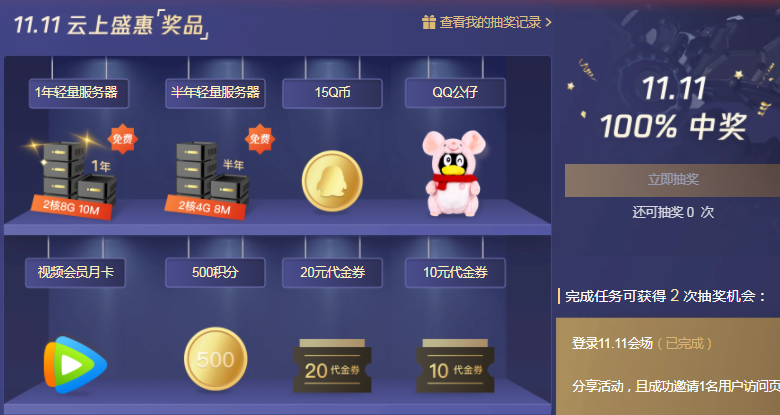 11.11 云上盛惠「奖品」
查看我的抽奖记录 >
1年轻量服务器
半年轻量服务器
15Q币
QQ公仔
免费
1年
2核8G 10M
免费
半年
2核4G 8M
视频会员月卡
500积分
20元代金券
10元代金券
500
20 代金券
10 代金券
11.11
100% 中奖
立即抽奖
还可抽奖 0 次
完成任务可获得 2 次抽奖机会：
登录11.11会场（已完成）
分享活动，且成功邀请1名用户访问页